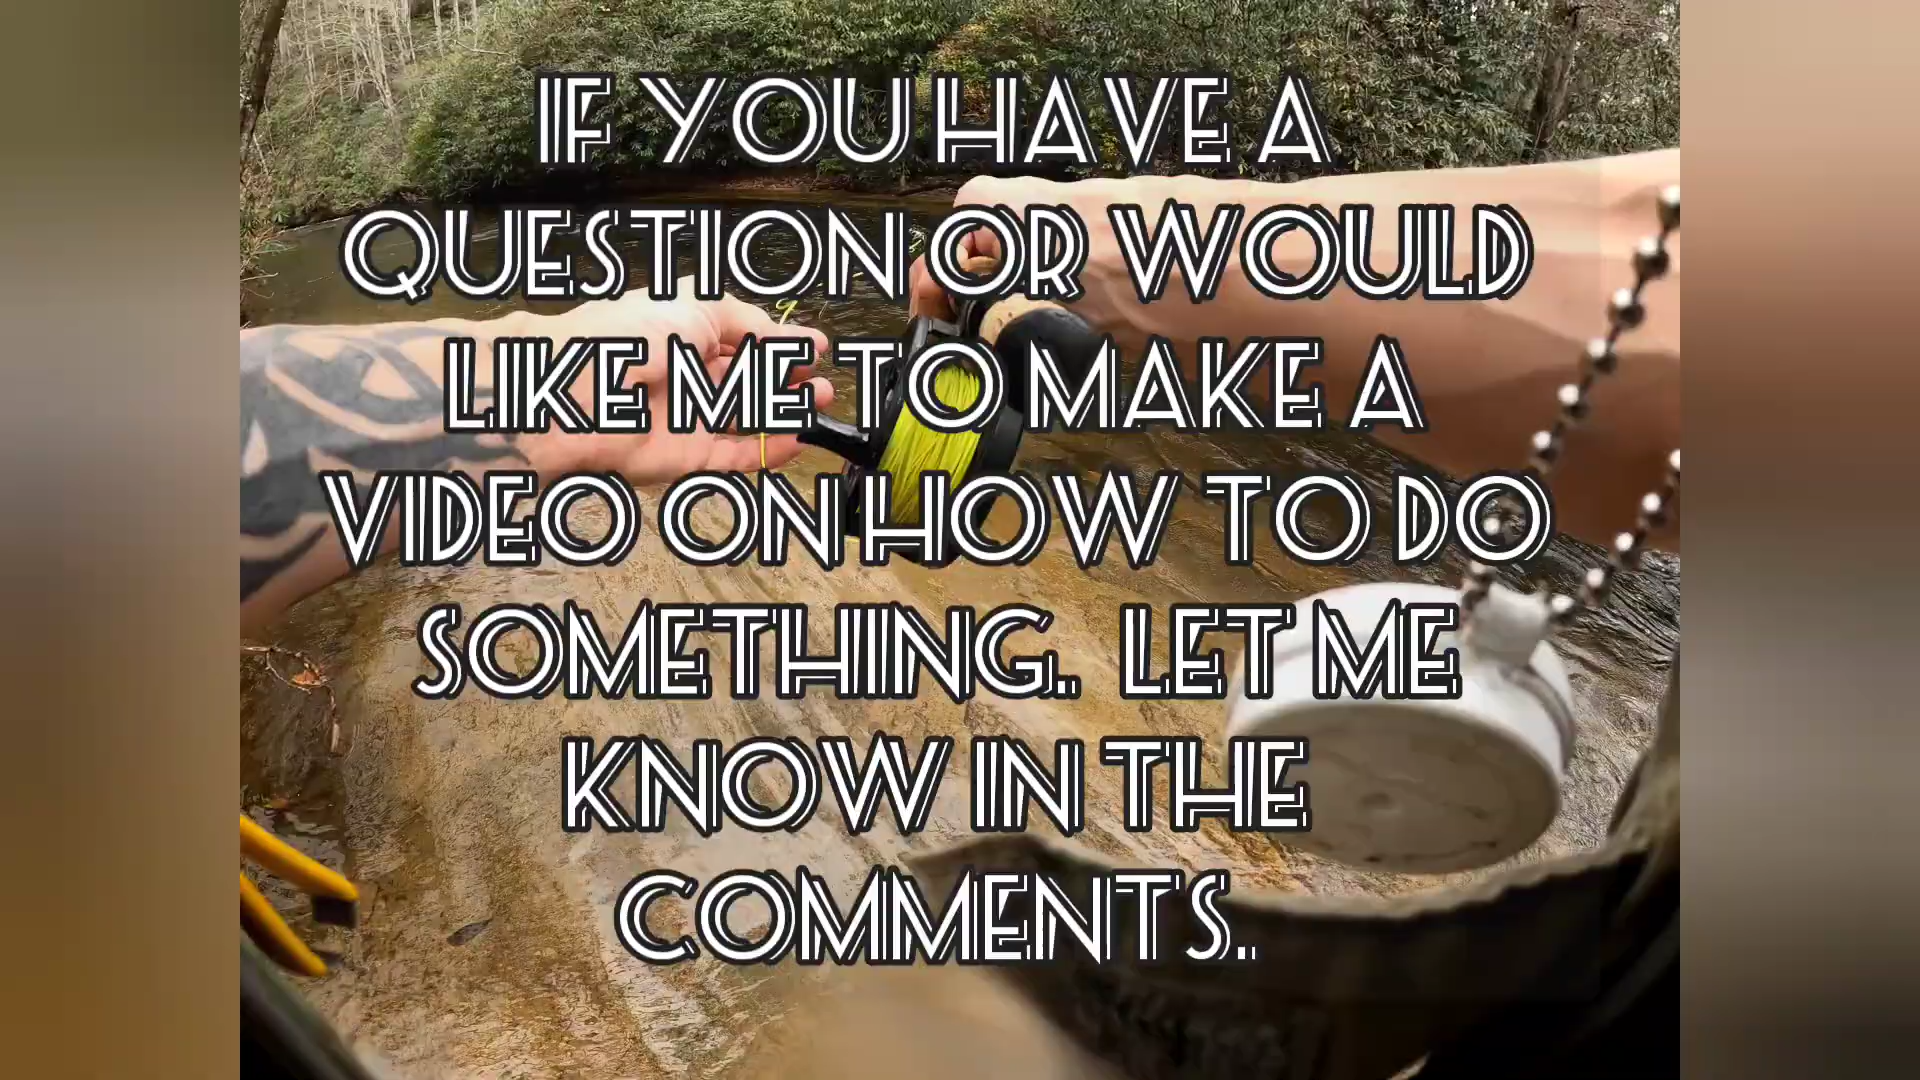 IF YOU HAVE A
QUESTION OR WOULD
LIKE ME TO MAKE A
VIDEO ON HOW TO DO
SOMETHING.. LET ME
KNOW IN THE
COMMENTS..